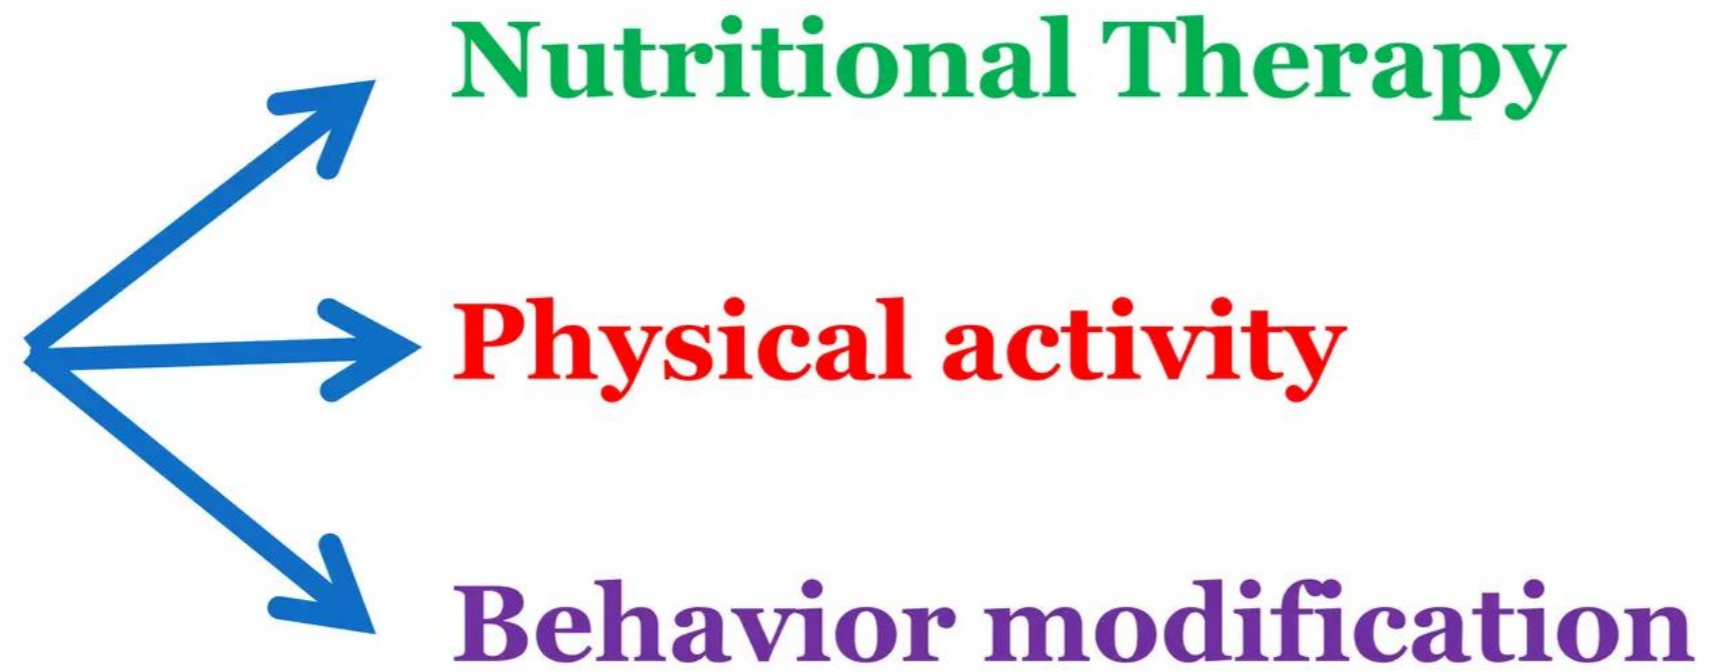 Nutritional Therapy
Physical activity
Behavior modification